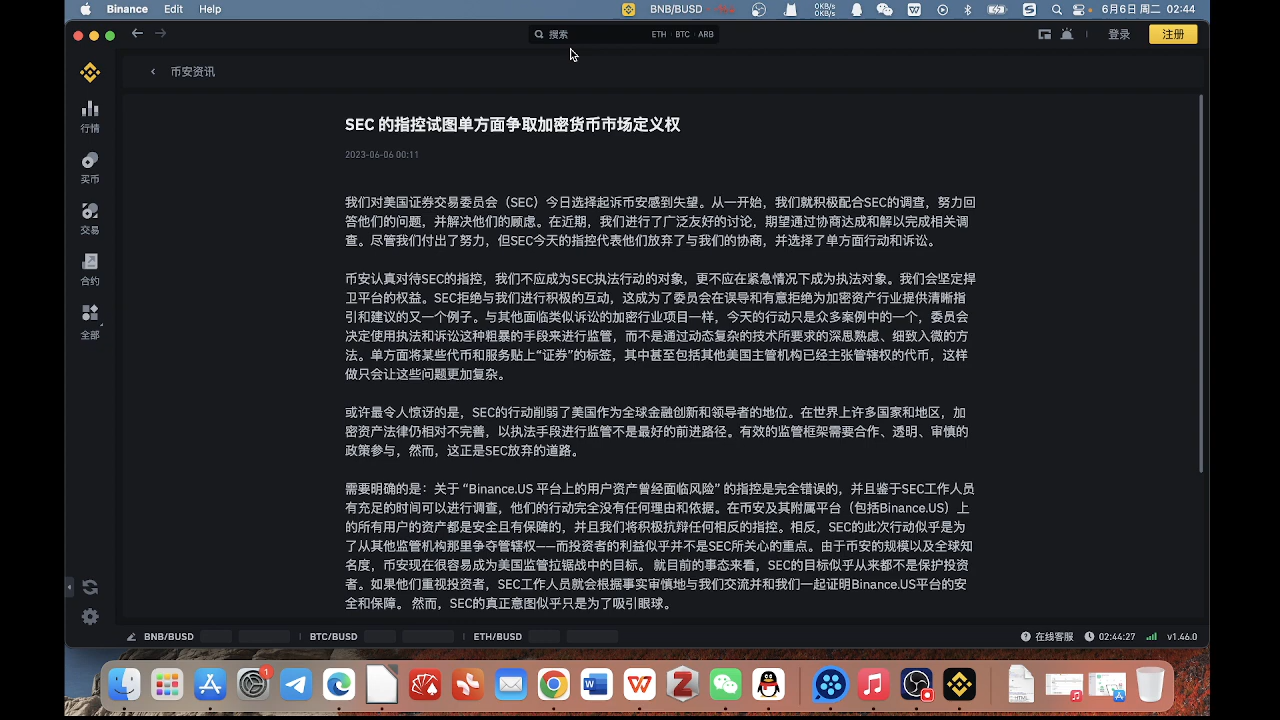 Binance Edit Help BNB/BUSD 0KB/s 0KB/s 6月6日 周二 02:44
搜索 ETH · BTC · ARB 登录 注册
币安资讯
行情
买币
交易
合约
全部
SEC 的指控试图单方面争取加密货币市场定义权
2023-06-06 00:11
我们对美国证券交易委员会（SEC）今日选择起诉币安感到失望。从一开始，我们就积极配合SEC的调查，努力回
答他们的问题，并解决他们的顾虑。在近期，我们进行了广泛友好的讨论，期望通过协商达成和解以完成相关调
查。尽管我们付出了努力，但SEC今天的指控代表他们放弃了与我们的协商，并选择了单方面行动和诉讼。
币安认真对待SEC的指控，我们不应成为SEC执法行动的对象，更不应在紧急情况下成为执法对象。我们会坚定捍
卫平台的权益。SEC拒绝与我们进行积极的互动，这成为了委员会在误导和有意拒绝为加密资产行业提供清晰指
引和建议的又一个例子。与其他面临类似诉讼的加密行业项目一样，今天的行动只是众多案例中的一个，委员会
决定使用执法和诉讼这种粗暴的手段来进行监管，而不是通过动态复杂的技术所要求的深思熟虑、细致入微的方
法。单方面将某些代币和服务贴上“证券”的标签，其中甚至包括其他美国主管机构已经主张管辖权的代币，这样
做只会让这些问题更加复杂。
或许最令人惊讶的是，SEC的行动削弱了美国作为全球金融创新和领导者的地位。在世界上许多国家和地区，加
密资产法律仍相对不完善，以执法手段进行监管不是最好的前进路径。有效的监管框架需要合作、透明、审慎的
政策参与，然而，这正是SEC放弃的道路。
需要明确的是：关于 “Binance.US 平台上的用户资产曾经面临风险” 的指控是完全错误的，并且鉴于SEC工作人员
有充足的时间可以进行调查，他们的行动完全没有任何理由和依据。在币安及其附属平台（包括Binance.US）上
的所有用户的资产都是安全且有保障的，并且我们将积极抗辩任何相反的指控。相反，SEC的此次行动似乎是为
了从其他监管机构那里争夺管辖权——而投资者的利益似乎并不是SEC所关心的重点。由于币安的规模以及全球知
名度，币安现在很容易成为美国监管拉锯战中的目标。 就目前的事态来看，SEC的目标似乎从来都不是保护投资
者。如果他们重视投资者，SEC工作人员就会根据事实审慎地与我们交流并和我们一起证明Binance.US平台的安
全和保障。 然而，SEC的真正意图似乎只是为了吸引眼球。
BNB/BUSD BTC/BUSD ETH/BUSD 在线客服 02:44:27 v1.46.0